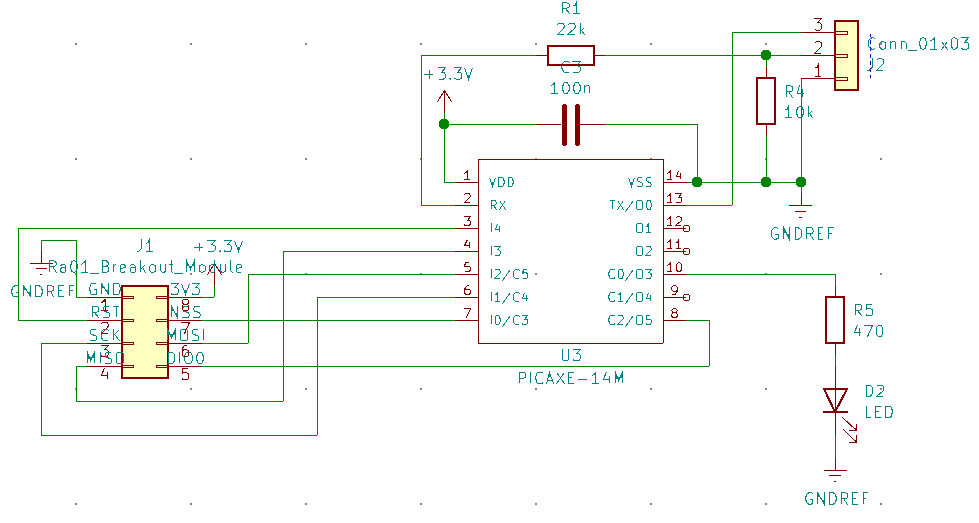 R1
22k
C3
100n
+3.3V
3
2
1
Conn_01x03
J2
R4
10k
1 VDD VSS 14
2 RX TX/O0 13
3 I4 O1 12
4 I3 O2 11
5 I2/C5 C0/O3 10
6 I1/C4 C1/O4 9
7 I0/C3 C2/O5 8
U3
PICAXE-14M
GNDREF
J1
+3.3V
RaQ1_Breakout_Module
GNDREF
GND 3V3
1 8
RST NSS
2 7
SCK MOSI
3 6
MISO DIO0
4 5
R5
470
D2
LED
GNDREF